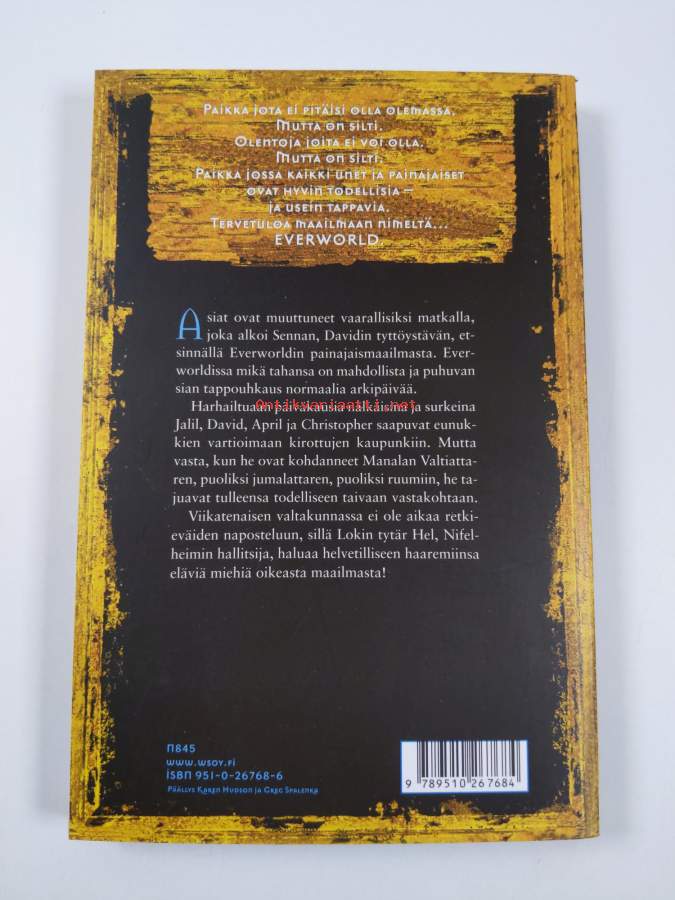 Paikka jota ei pitäisi olla olemassa.
Mutta on silti.
Olentoja joita ei voi olla.
Mutta on silti.
Paikka jossa kaikki unet ja painajaiset
ovat hyvin todellisia –
ja usein tappavia.
Tervetuloa maailmaan nimeltä...
EVERWORLD.
Asiat ovat muuttuneet vaarallisiksi matkalla,
joka alkoi Sennan, Davidin tyttöystävän, et-
sinnällä Everworldin painajaismaailmasta. Ever-
worldissa mikä tahansa on mahdollista ja puhuvan
sian tappouhkaus normaalia arkipäivää.
Antikvariaatti.net
Harhailtuaan päiväkausia nälkäisinä ja surkeina
Jalil, David, April ja Christopher saapuvat eunuk-
kien vartioimaan kirottujen kaupunkiin. Mutta
vasta, kun he ovat kohdanneet Manalan Valtiatta-
ren, puoliksi jumalattaren, puoliksi ruumiin, he ta-
juavat tulleensa todelliseen taivaan vastakohtaan.
Viikatenaisen valtakunnassa ei ole aikaa retki-
eväiden naposteluun, sillä Lokin tytär Hel, Nifel-
heimin hallitsija, haluaa helvetilliseen haaremiinsa
eläviä miehiä oikeasta maailmasta!
N845
www.wsoy.fi
ISBN 951-0-26768-6
Päällys Karen Hudson ja Greg Spalenka
9 789510 267684